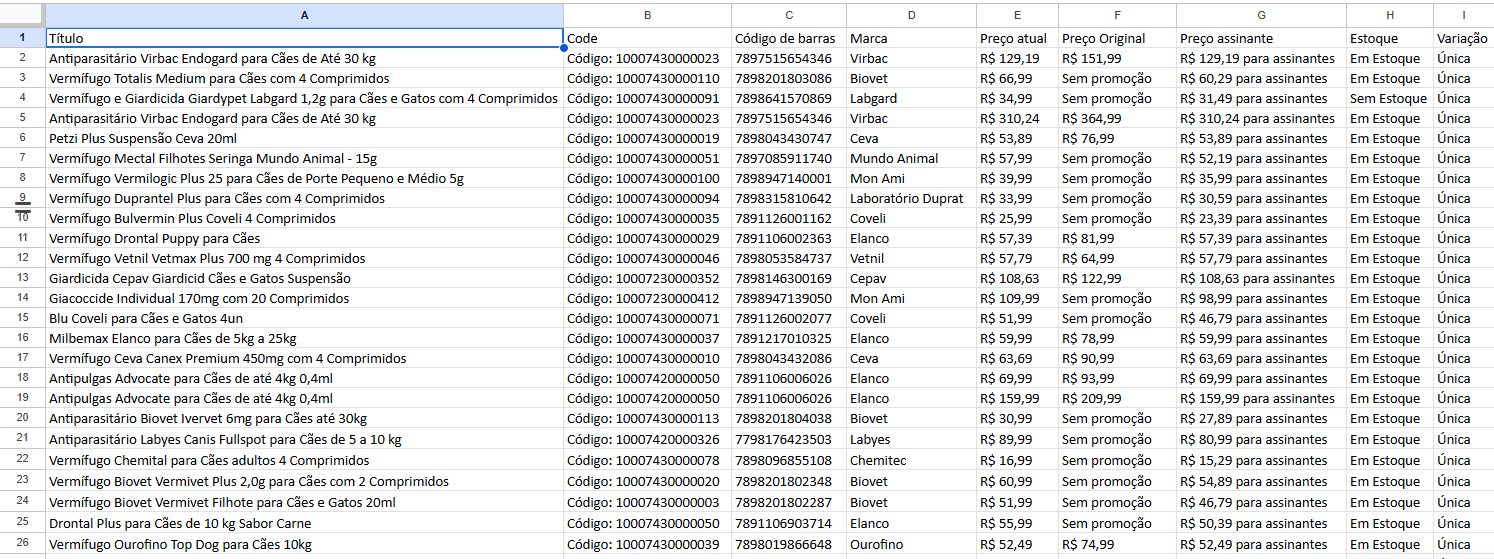 A B C D E F G H I
1 Título Code Código de barras Marca Preço atual Preço Original Preço assinante Estoque Variação
2 Antiparasitário Virbac Endogard para Cães de Até 30 kg Código: 10007430000023 7897515654346 Virbac R$ 129,19 R$ 151,99 R$ 129,19 para assinantes Em Estoque Única
3 Vermífugo Totalis Medium para Cães com 4 Comprimidos Código: 10007430000110 7898201803086 Biovet R$ 66,99 Sem promoção R$ 60,29 para assinantes Em Estoque Única
4 Vermífugo e Giardicida Giardypet Labgard 1,2g para Cães e Gatos com 4 Comprimidos Código: 10007430000091 7898641570869 Labgard R$ 34,99 Sem promoção R$ 31,49 para assinantes Sem Estoque Única
5 Antiparasitário Virbac Endogard para Cães de Até 30 kg Código: 10007430000023 7897515654346 Virbac R$ 310,24 R$ 364,99 R$ 310,24 para assinantes Em Estoque Única
6 Petzi Plus Suspensão Ceva 20ml Código: 10007430000019 7898043430747 Ceva R$ 53,89 R$ 76,99 R$ 53,89 para assinantes Em Estoque Única
7 Vermífugo Mectal Filhotes Seringa Mundo Animal - 15g Código: 10007430000051 7897085911740 Mundo Animal R$ 57,99 Sem promoção R$ 52,19 para assinantes Em Estoque Única
8 Vermífugo Vermilogic Plus 25 para Cães de Porte Pequeno e Médio 5g Código: 10007430000100 7898947140001 Mon Ami R$ 39,99 Sem promoção R$ 35,99 para assinantes Em Estoque Única
9 Vermífugo Duprantel Plus para Cães com 4 Comprimidos Código: 10007430000094 7898315810642 Laboratório Duprat R$ 33,99 Sem promoção R$ 30,59 para assinantes Em Estoque Única
10 Vermífugo Bulvermin Plus Coveli 4 Comprimidos Código: 10007430000035 7891126001162 Coveli R$ 25,99 Sem promoção R$ 23,39 para assinantes Em Estoque Única
11 Vermífugo Drontal Puppy para Cães Código: 10007430000029 7891106002363 Elanco R$ 57,39 R$ 81,99 R$ 57,39 para assinantes Em Estoque Única
12 Vermífugo Vetnil Vetmax Plus 700 mg 4 Comprimidos Código: 10007430000046 7898053584737 Vetnil R$ 57,79 R$ 64,99 R$ 57,79 para assinantes Em Estoque Única
13 Giardicida Cepav Giardicid Cães e Gatos Suspensão Código: 10007230000352 7898146300169 Cepav R$ 108,63 R$ 122,99 R$ 108,63 para assinantes Em Estoque Única
14 Giacoccide Individual 170mg com 20 Comprimidos Código: 10007230000412 7898947139050 Mon Ami R$ 109,99 Sem promoção R$ 98,99 para assinantes Em Estoque Única
15 Blu Coveli para Cães e Gatos 4un Código: 10007430000071 7891126002077 Coveli R$ 51,99 Sem promoção R$ 46,79 para assinantes Em Estoque Única
16 Milbemax Elanco para Cães de 5kg a 25kg Código: 10007430000037 7891217010325 Elanco R$ 59,99 R$ 78,99 R$ 59,99 para assinantes Em Estoque Única
17 Vermífugo Ceva Canex Premium 450mg com 4 Comprimidos Código: 10007430000010 7898043432086 Ceva R$ 63,69 R$ 90,99 R$ 63,69 para assinantes Em Estoque Única
18 Antipulgas Advocate para Cães de até 4kg 0,4ml Código: 10007420000050 7891106006026 Elanco R$ 69,99 R$ 93,99 R$ 69,99 para assinantes Em Estoque Única
19 Antipulgas Advocate para Cães de até 4kg 0,4ml Código: 10007420000050 7891106006026 Elanco R$ 159,99 R$ 209,99 R$ 159,99 para assinantes Em Estoque Única
20 Antiparasitário Biovet Ivervet 6mg para Cães até 30kg Código: 10007430000113 7898201804038 Biovet R$ 30,99 Sem promoção R$ 27,89 para assinantes Em Estoque Única
21 Antiparasitário Labyes Canis Fullspot para Cães de 5 a 10 kg Código: 10007420000326 7798176423503 Labyes R$ 89,99 Sem promoção R$ 80,99 para assinantes Em Estoque Única
22 Vermífugo Chemital para Cães adultos 4 Comprimidos Código: 10007430000078 7898096855108 Chemitec R$ 16,99 Sem promoção R$ 15,29 para assinantes Em Estoque Única
23 Vermífugo Biovet Vermivet Plus 2,0g para Cães com 2 Comprimidos Código: 10007430000020 7898201802348 Biovet R$ 60,99 Sem promoção R$ 54,89 para assinantes Em Estoque Única
24 Vermífugo Biovet Vermivet Filhote para Cães e Gatos 20ml Código: 10007430000003 7898201802287 Biovet R$ 51,99 Sem promoção R$ 46,79 para assinantes Em Estoque Única
25 Drontal Plus para Cães de 10 kg Sabor Carne Código: 10007430000050 7891106903714 Elanco R$ 55,99 Sem promoção R$ 50,39 para assinantes Em Estoque Única
26 Vermífugo Ourofino Top Dog para Cães 10kg Código: 10007430000039 7898019866648 Ourofino R$ 52,49 R$ 74,99 R$ 52,49 para assinantes Em Estoque Única